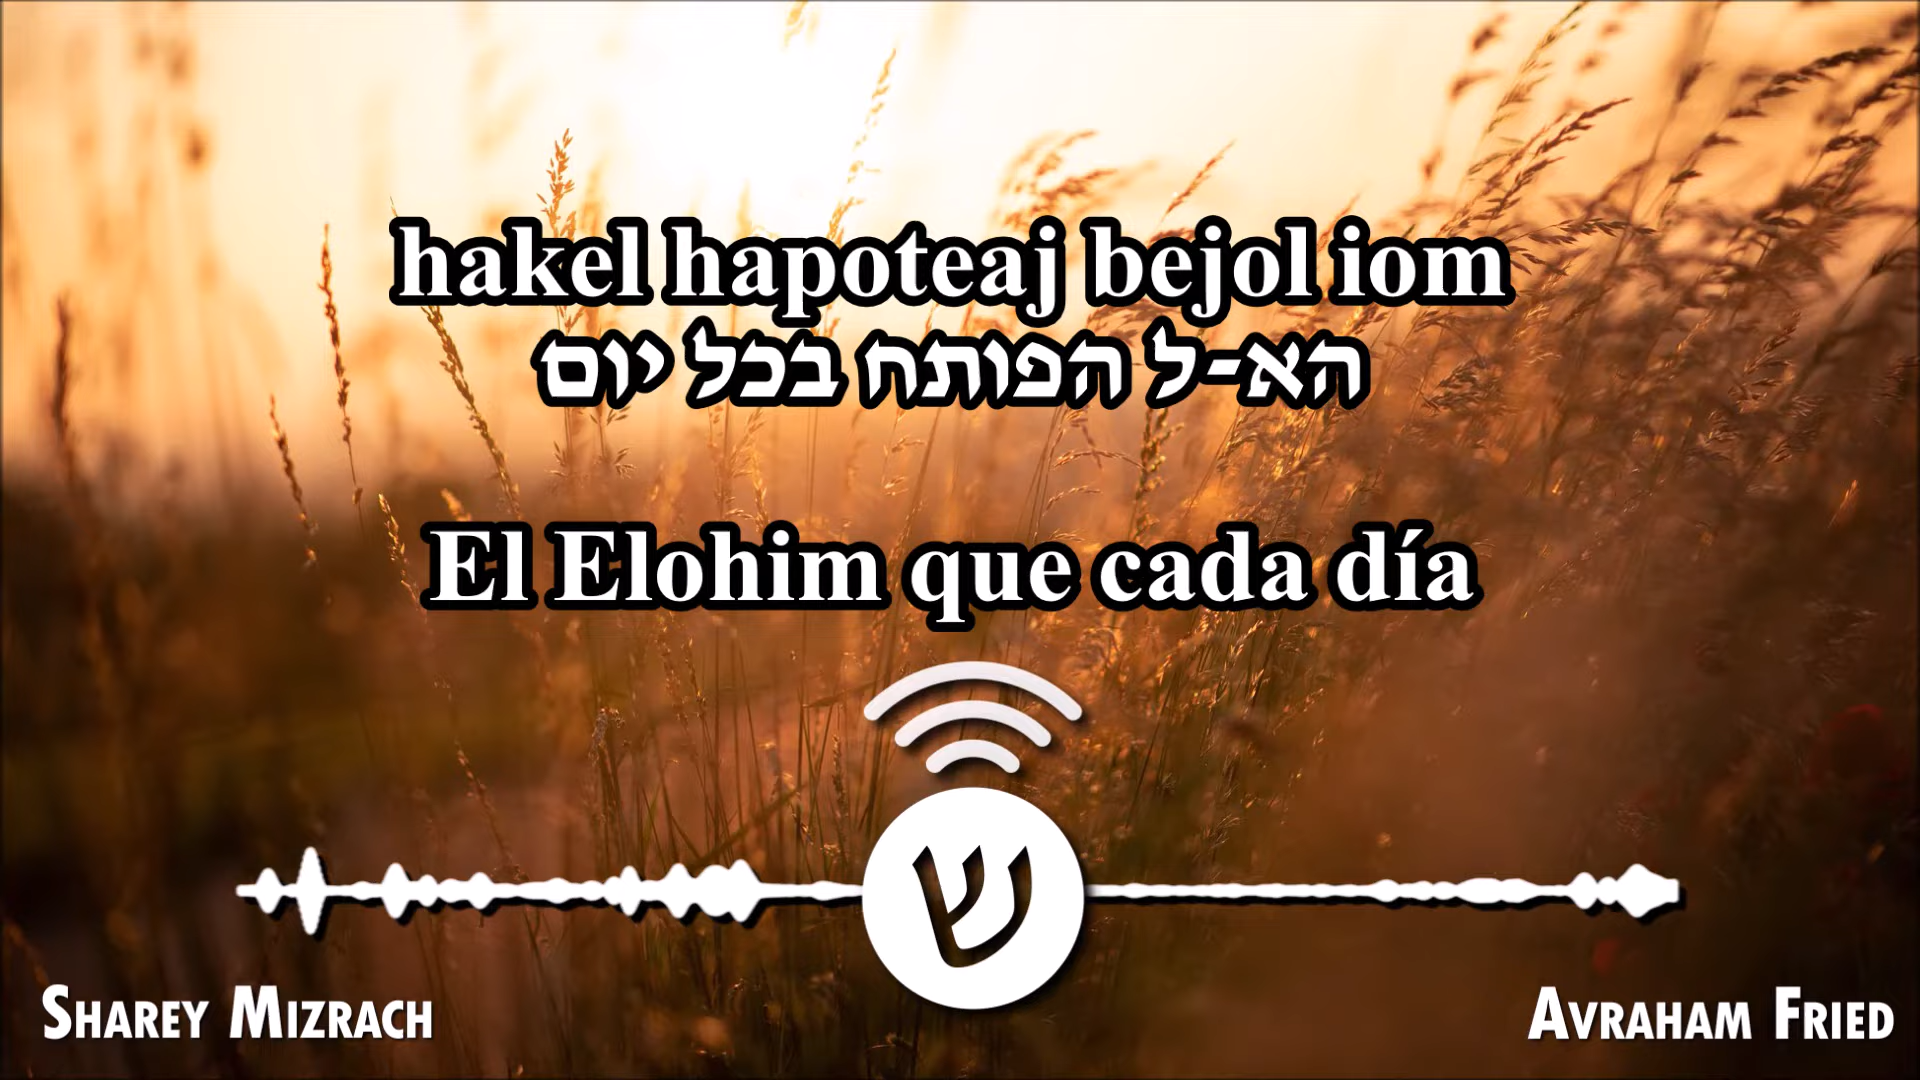 hakel hapoteaj bejol iom
הא-ל הפותח בכל יום
El Elohim que cada día
ש
Sharey Mizrach
Avraham Fried